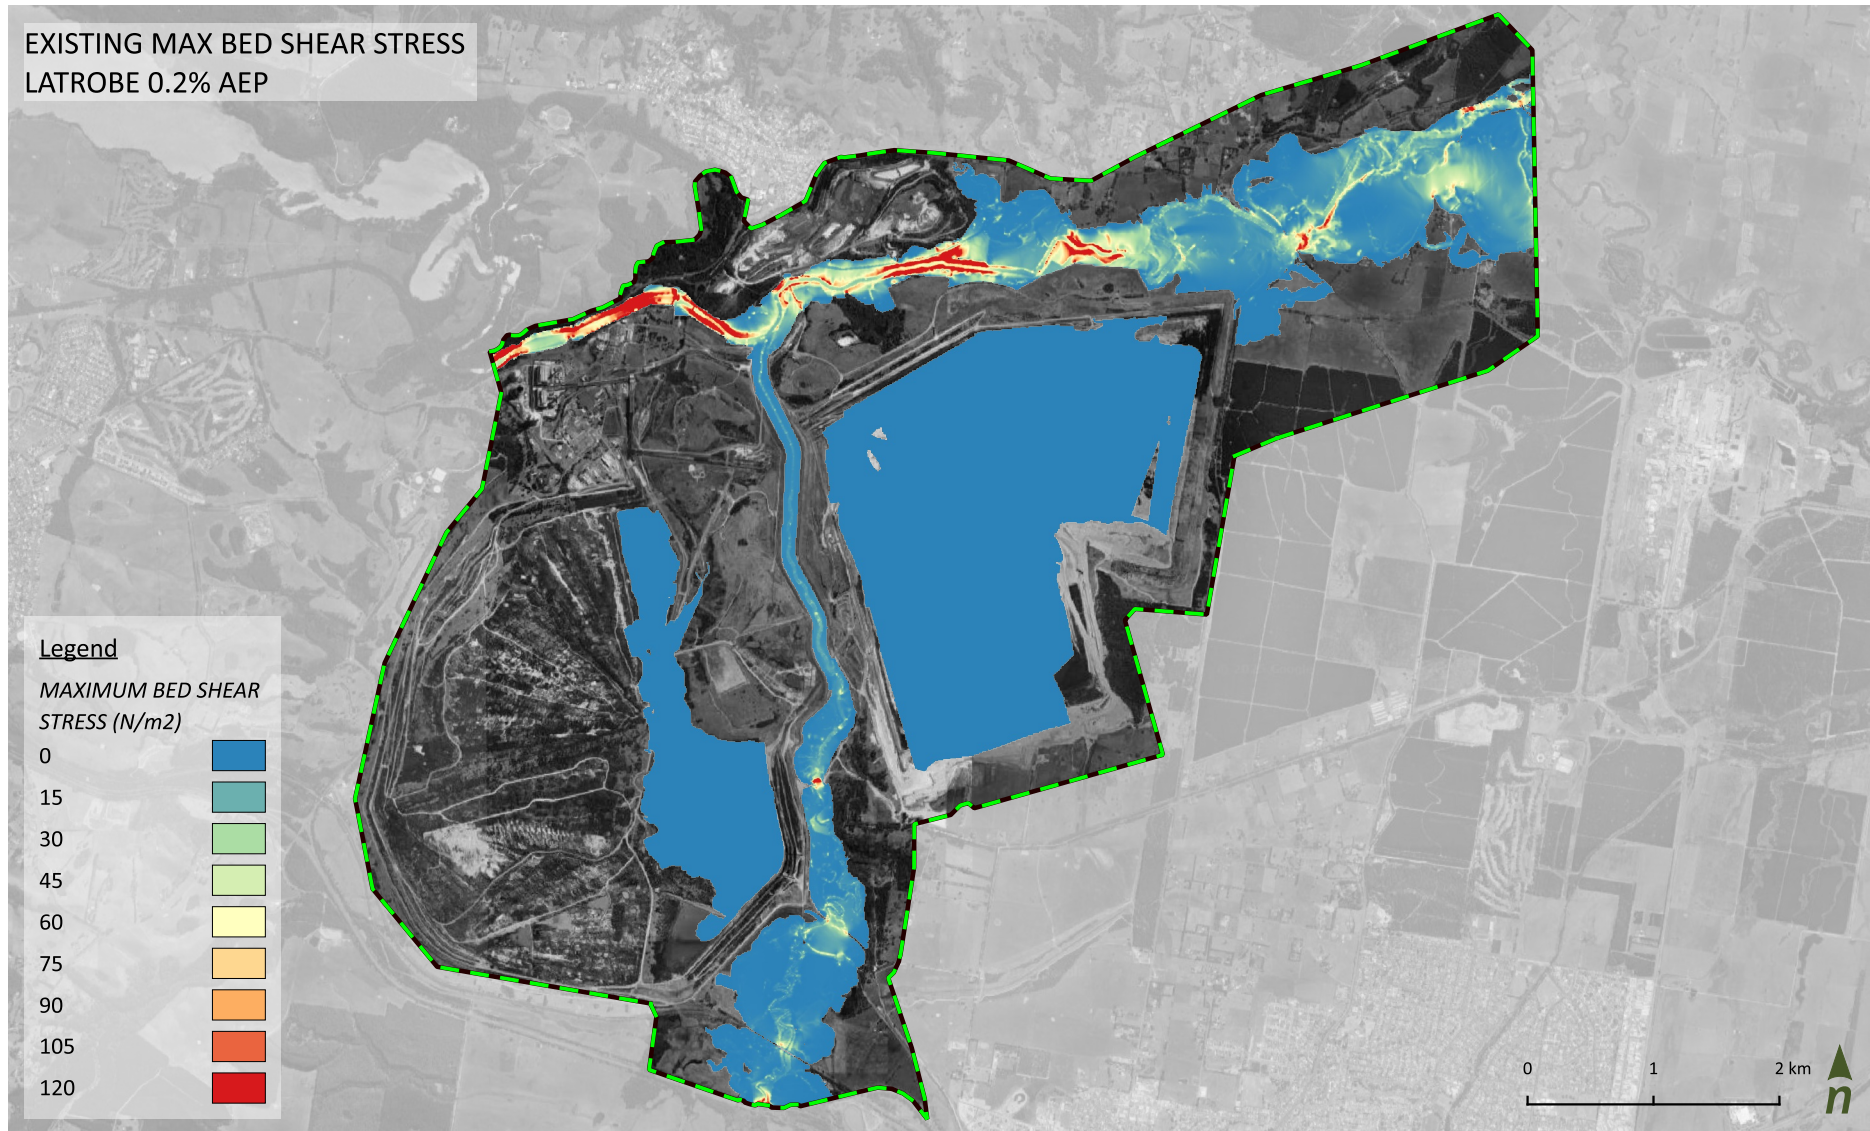 EXISTING MAX BED SHEAR STRESS
LATROBE 0.2% AEP
Legend
MAXIMUM BED SHEAR
STRESS (N/m2)
0
15
30
45
60
75
90
105
120
0 1 2 km
n